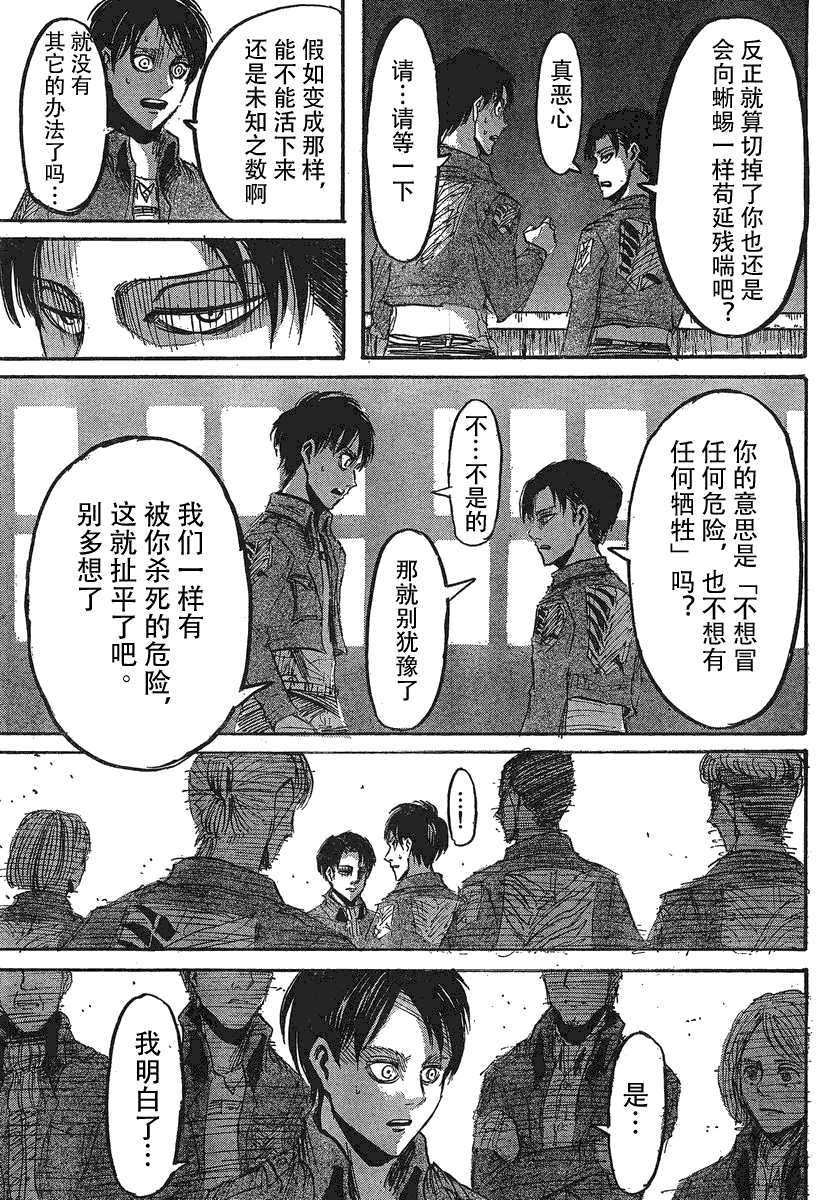 反正就算切掉了你也还是
会向蜥蜴一样苟延残喘吧？
真恶心
请…请等一下
假如变成那样，
能不能活下来
还是未知之数啊
就没有
其它的办法了吗…
你的意思是「不想冒
任何危险，也不想有
任何牺牲」吗？
不…不是的
那就别犹豫了
我们一样有
被你杀死的危险，
这就扯平了吧。
别多想了
…！
是…
我明白了…